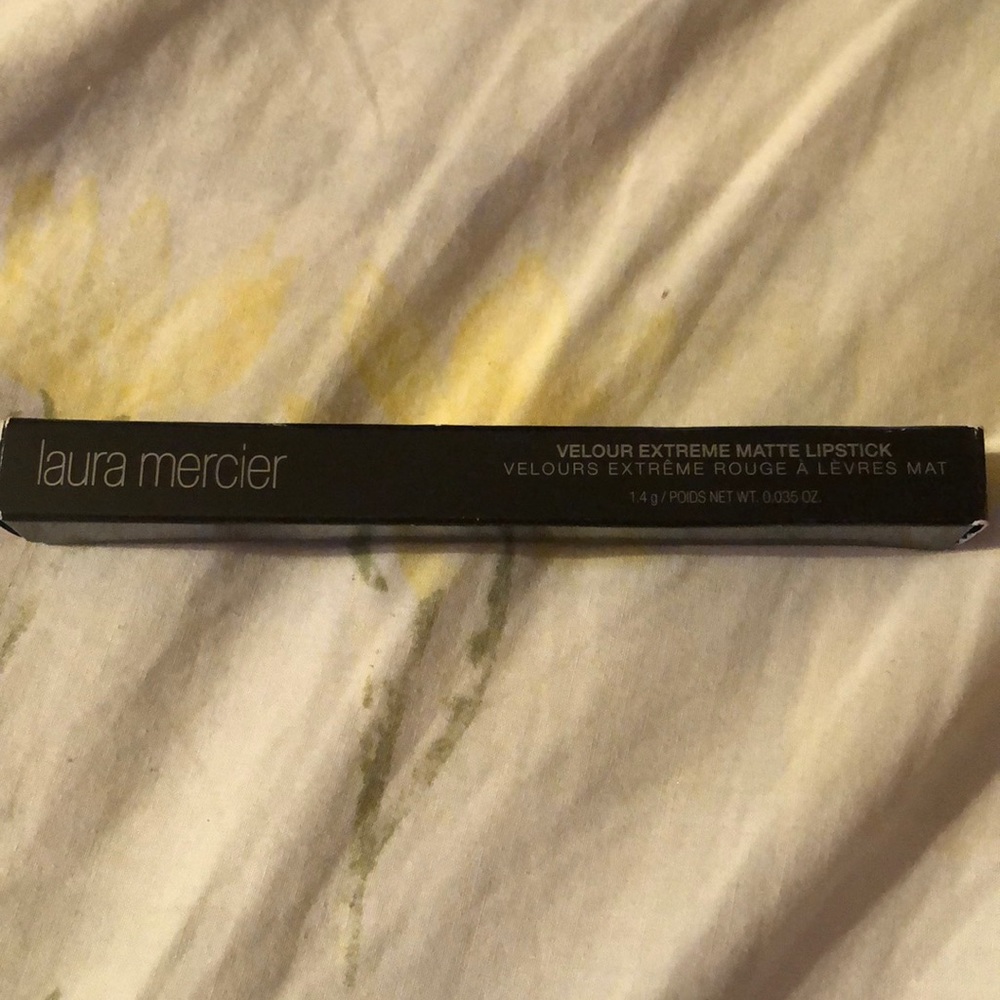 laura mercier
VELOUR EXTREME MATTE LIPSTICK
VELOURS EXTRÊME ROUGE À LÈVRES MAT
1.4 g / POIDS NET WT. 0.035 OZ.